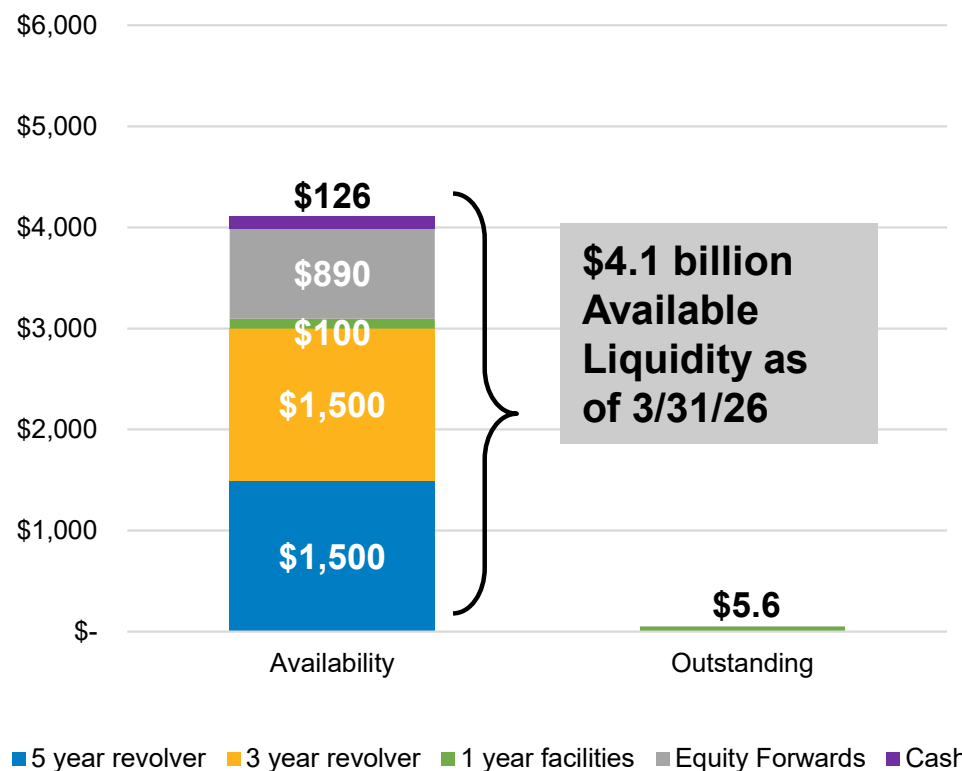 $6,000
$5,000
$4,000
$3,000
$2,000
$1,000
$-
$126
$890
$100
$1,500
$1,500
$4.1 billion
Available
Liquidity as
of 3/31/26
$5.6
Availability
Outstanding
5 year revolver 3 year revolver 1 year facilities Equity Forwards Cash